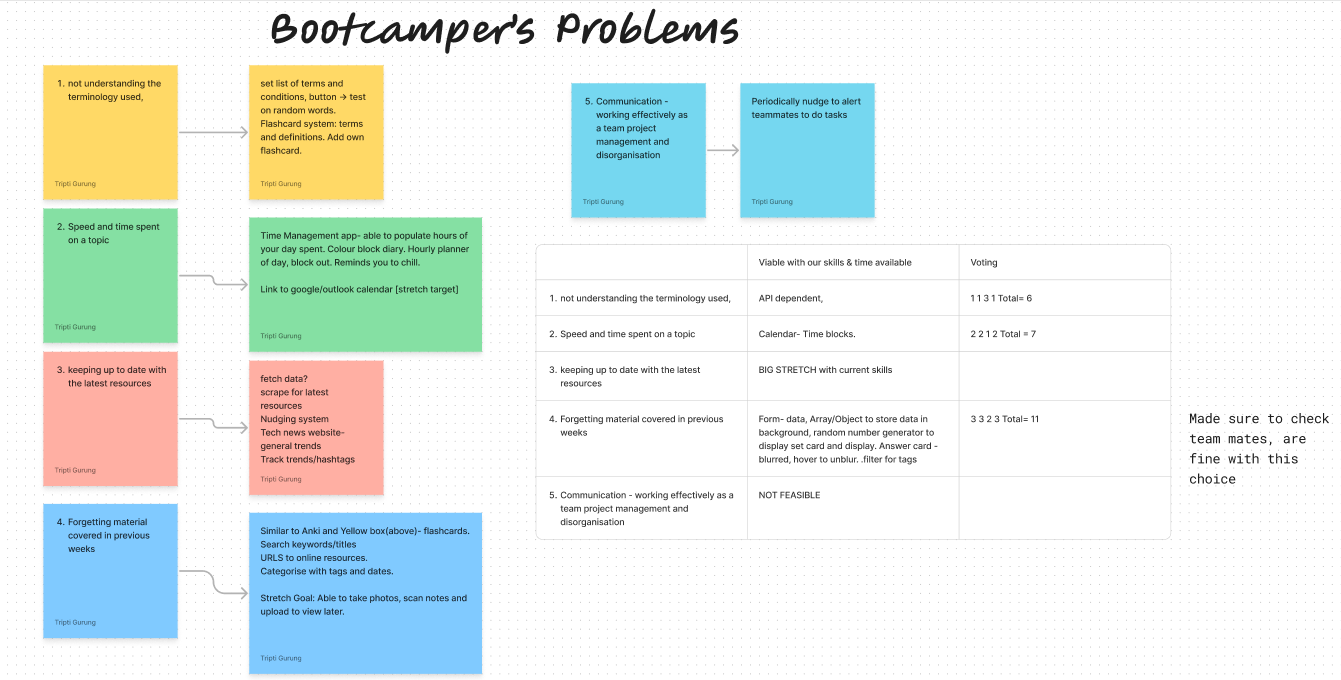 Bootcamper's Problems
1. not understanding the
terminology used,
Tripti Gurung
set list of terms and
conditions, button → test
on random words.
Flashcard system: terms
and definitions. Add own
flashcard.
Tripti Gurung
2. Speed and time spent
on a topic
Tripti Gurung
Time Management app- able to populate hours of
your day spent. Colour block diary. Hourly planner
of day, block out. Reminds you to chill.
Link to google/outlook calendar [stretch target]
Tripti Gurung
3. keeping up to date with
the latest resources
Tripti Gurung
fetch data?
scrape for latest
resources
Nudging system
Tech news website-
general trends
Track trends/hashtags
Tripti Gurung
4. Forgetting material
covered in previous
weeks
Tripti Gurung
Similar to Anki and Yellow box(above)- flashcards.
Search keywords/titles
URLS to online resources.
Categorise with tags and dates.
Stretch Goal: Able to take photos, scan notes and
upload to view later.
Tripti Gurung
5. Communication -
working effectively as
a team project
management and
disorganisation
Tripti Gurung
Periodically nudge to alert
teammates to do tasks
Tripti Gurung
Viable with our skills & time available
Voting
1. not understanding the terminology used,
API dependent,
1 1 3 1 Total= 6
2. Speed and time spent on a topic
Calendar- Time blocks.
2 2 1 2 Total = 7
3. keeping up to date with the latest
resources
BIG STRETCH with current skills
4. Forgetting material covered in previous
weeks
Form- data, Array/Object to store data in
background, random number generator to
display set card and display. Answer card -
blurred, hover to unblur. .filter for tags
3 3 2 3 Total= 11
5. Communication - working effectively as a
team project management and
disorganisation
NOT FEASIBLE
Made sure to check
team mates, are
fine with this
choice